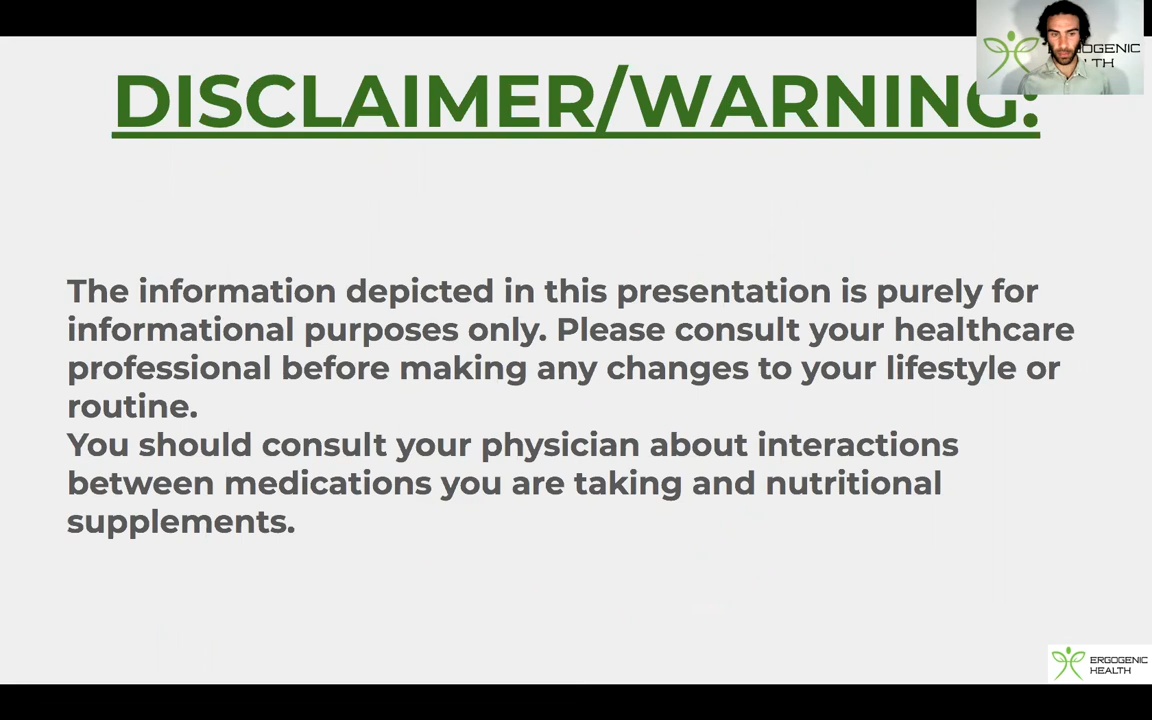 DISCLAIMER/WARNING:
The information depicted in this presentation is purely for
informational purposes only. Please consult your healthcare
professional before making any changes to your lifestyle or
routine.
You should consult your physician about interactions
between medications you are taking and nutritional
supplements.
ERGOGENIC
HEALTH